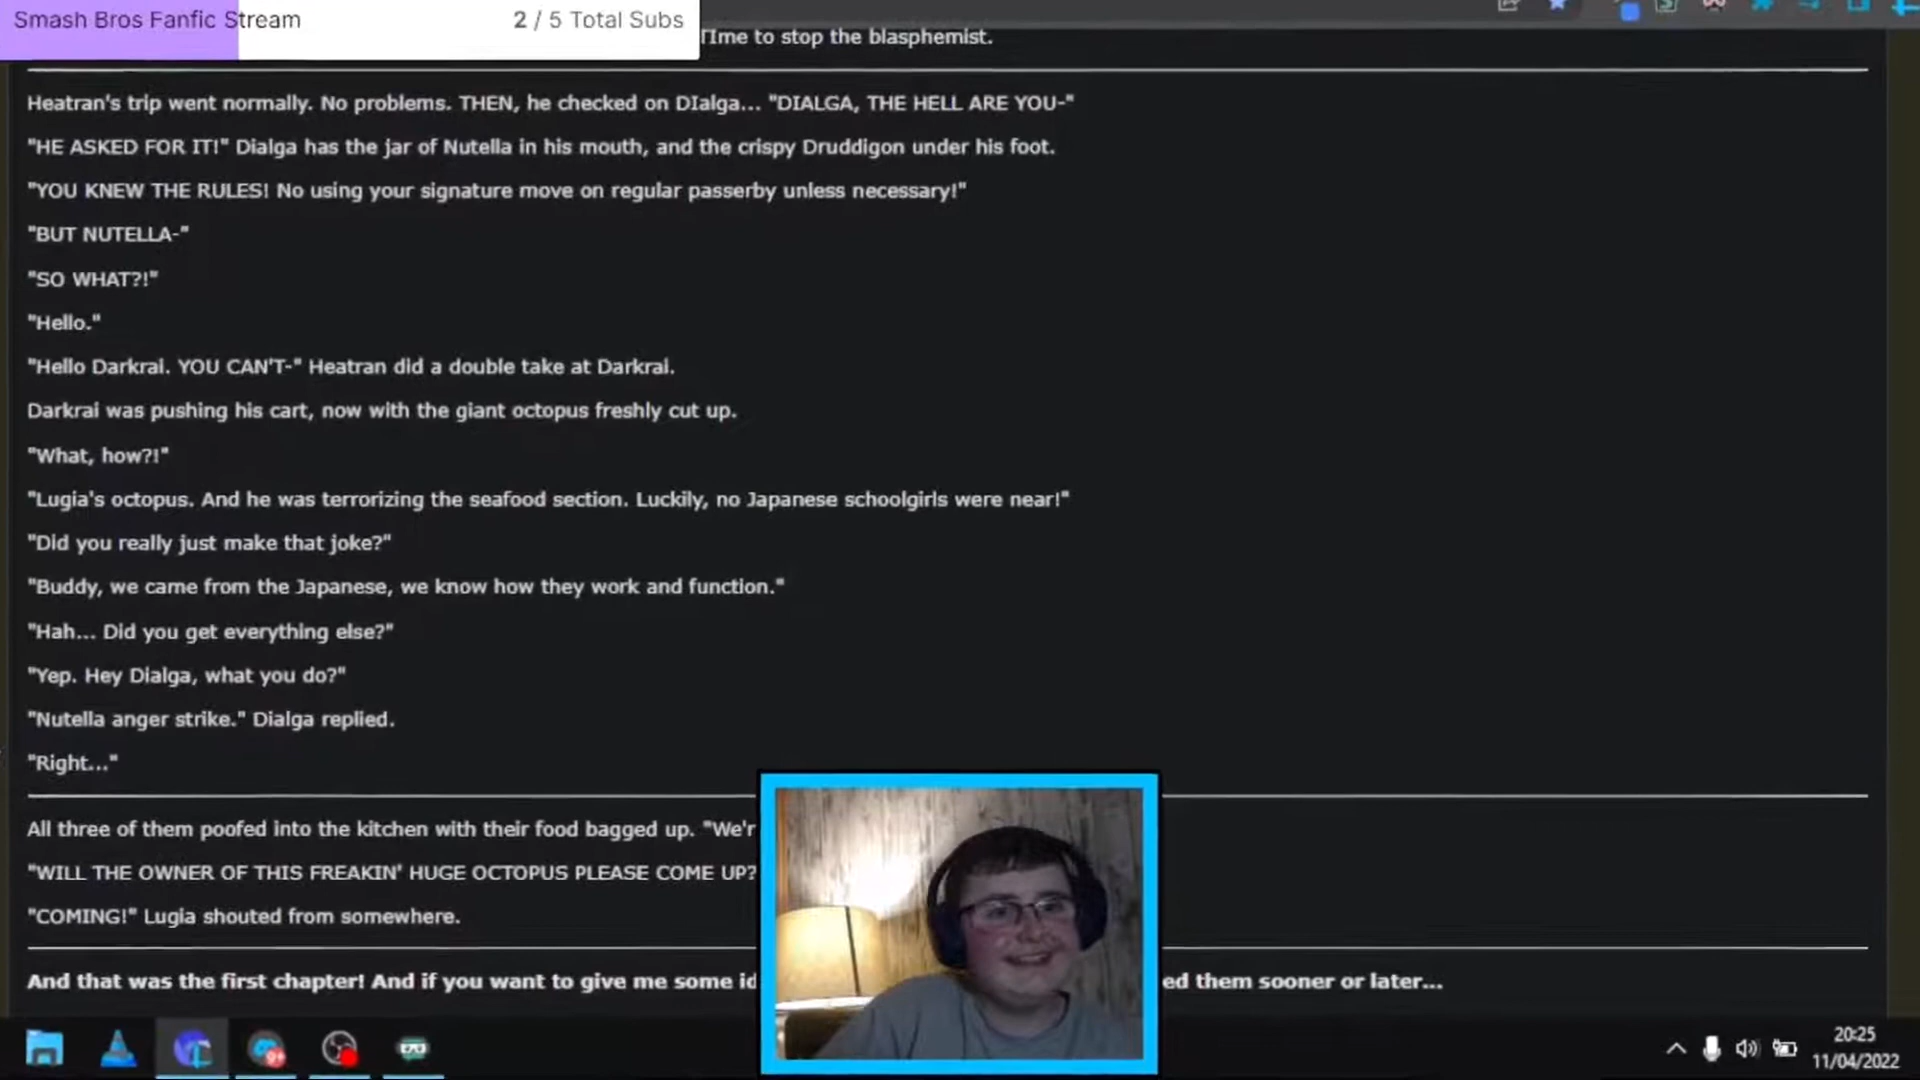 Smash Bros Fanfic Stream 2 / 5 Total Subs
TIme to stop the blasphemist.
Heatran's trip went normally. No problems. THEN, he checked on DIalga... "DIALGA, THE HELL ARE YOU-"
"HE ASKED FOR IT!" Dialga has the jar of Nutella in his mouth, and the crispy Druddigon under his foot.
"YOU KNEW THE RULES! No using your signature move on regular passerby unless necessary!"
"BUT NUTELLA-"
"SO WHAT?!"
"Hello."
"Hello Darkrai. YOU CAN'T-" Heatran did a double take at Darkrai.
Darkrai was pushing his cart, now with the giant octopus freshly cut up.
"What, how?!"
"Lugia's octopus. And he was terrorizing the seafood section. Luckily, no Japanese schoolgirls were near!"
"Did you really just make that joke?"
"Buddy, we came from the Japanese, we know how they work and function."
"Hah... Did you get everything else?"
"Yep. Hey Dialga, what you do?"
"Nutella anger strike." Dialga replied.
"Right..."
All three of them poofed into the kitchen with their food bagged up. "We'r
"WILL THE OWNER OF THIS FREAKIN' HUGE OCTOPUS PLEASE COME UP?
"COMING!" Lugia shouted from somewhere.
And that was the first chapter! And if you want to give me some id ed them sooner or later...
20:25
11/04/2022